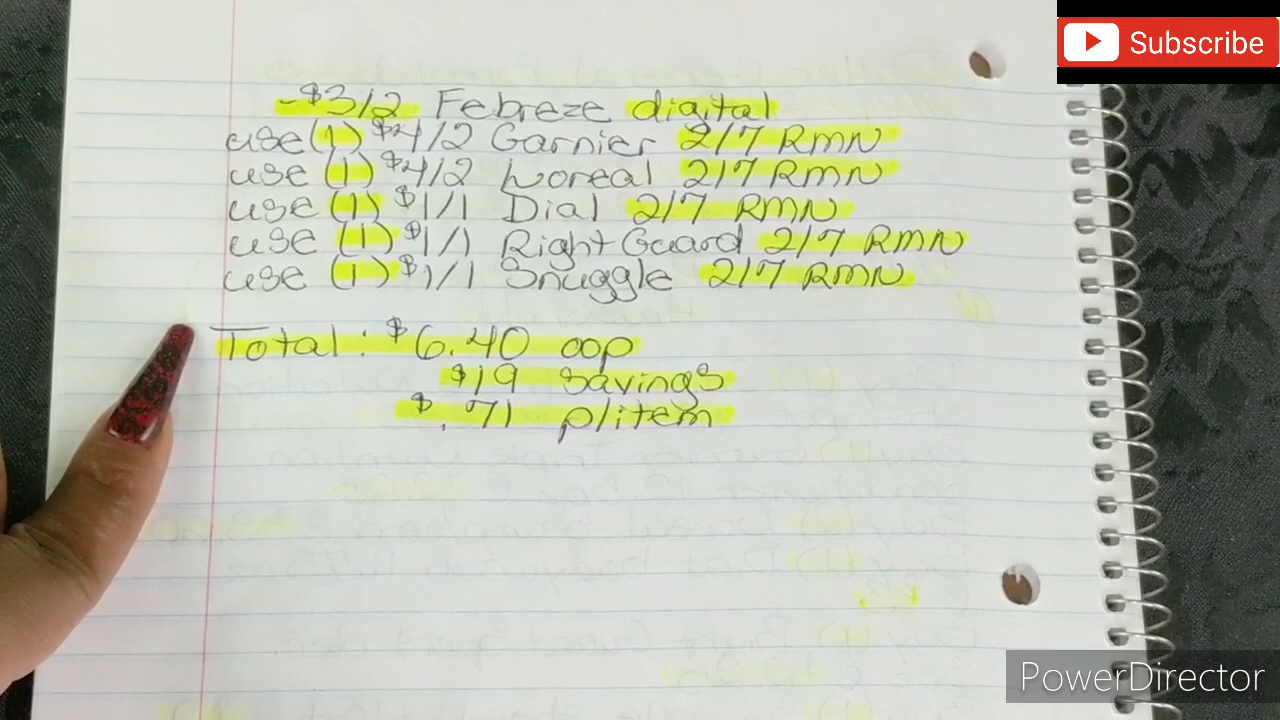 Subscribe
-$3/2 Febreze digital
use (1) $4/2 Garnier 2/7 RMN
use (1) $4/2 Loreal 2/7 RMN
use (1) $1/1 Dial 2/7 RMN
use (1) $1/1 Right Guard 2/7 RMN
use (1) $1/1 Snuggle 2/7 RMN
Total: $6.40 oop
$19 savings
$.71 p/item
PowerDirector